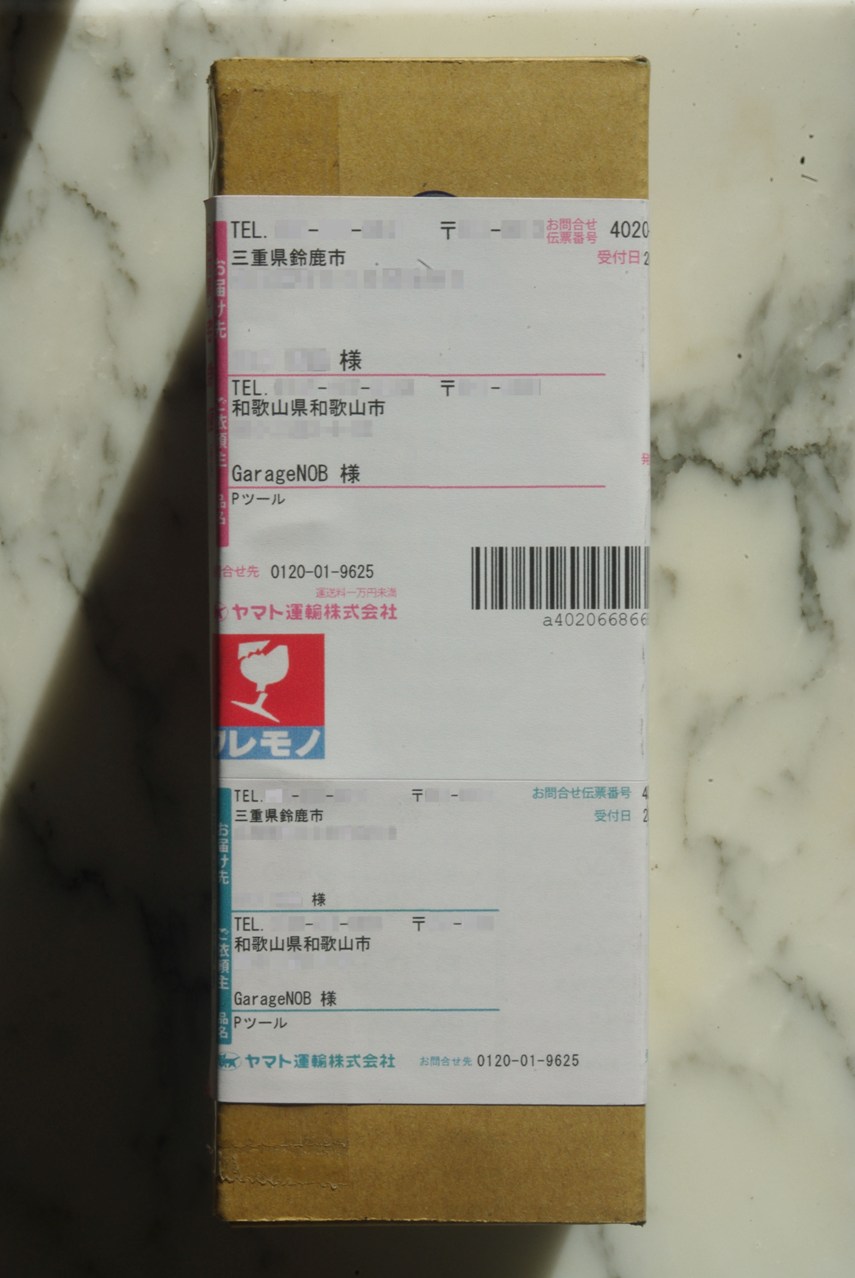 TEL. - - 〒 - お問合せ 伝票番号 4020
三重県鈴鹿市 受付日 2
お届け先
様
TEL. - - 〒 -
和歌山県和歌山市
ご依頼主
GarageNOB 様
品名 Pツール
合せ先 0120-01-9625
運送料一万円未満
ヤマト運輸株式会社
a402066866
ワレモノ
TEL. - - 〒 - お問合せ伝票番号 4
三重県鈴鹿市 受付日 2
お届け先
様
TEL. - - 〒 -
和歌山県和歌山市
ご依頼主
GarageNOB 様
品名 Pツール
ヤマト運輸株式会社 お問合せ先 0120-01-9625